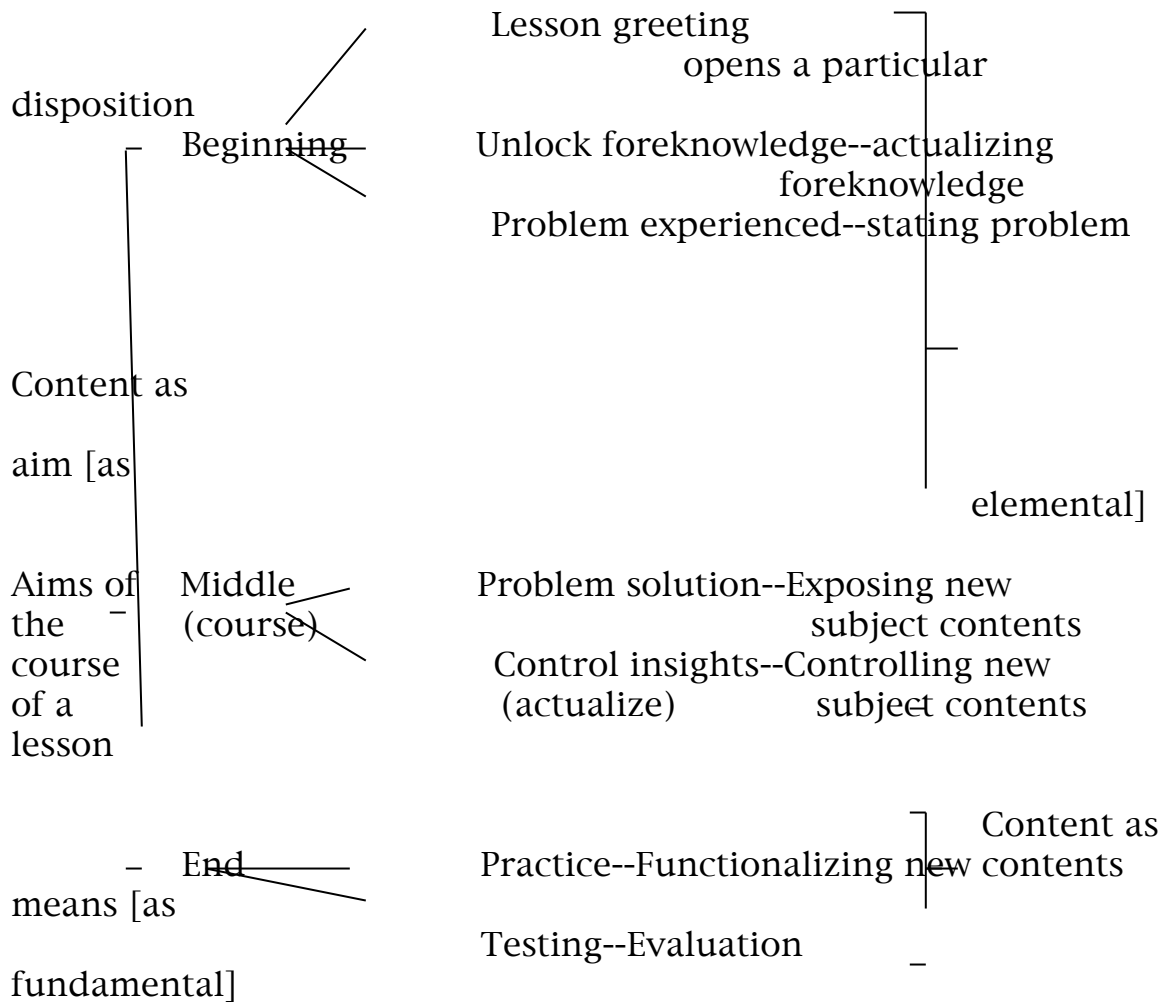 Lesson greeting
opens a particular
disposition
Beginning Unlock foreknowledge--actualizing
foreknowledge
Problem experienced--stating problem
Content as
aim [as
elemental]
Aims of Middle Problem solution--Exposing new
the (course) subject contents
course Control insights--Controlling new
of a (actualize) subject contents
lesson
Content as
End Practice--Functionalizing new contents
means [as
Testing--Evaluation
fundamental]